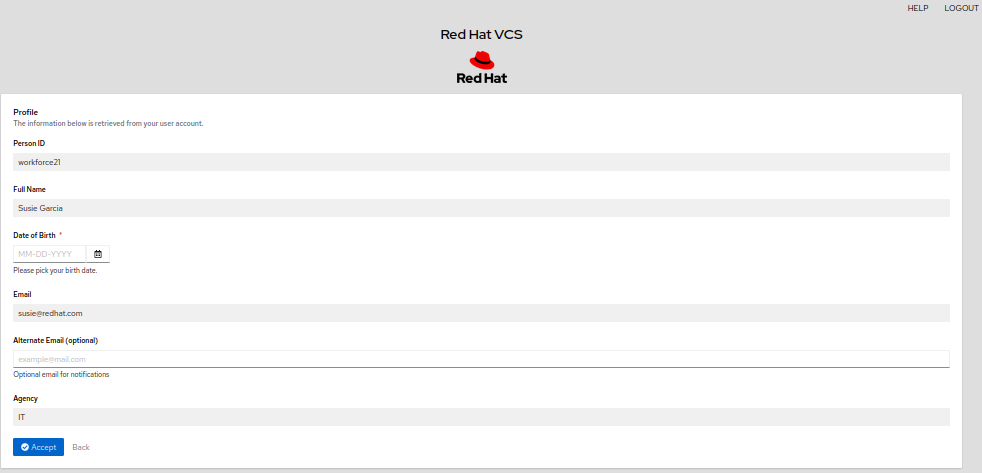 HELP LOGOUT
Red Hat VCS
Red Hat
Profile
The information below is retrieved from your user account.
Person ID
workforce21
Full Name
Susie Garcia
Date of Birth *
MM-DD-YYYY
Please pick your birth date.
Email
susie@redhat.com
Alternate Email (optional)
example@mail.com
Optional email for notifications
Agency
IT
Accept Back